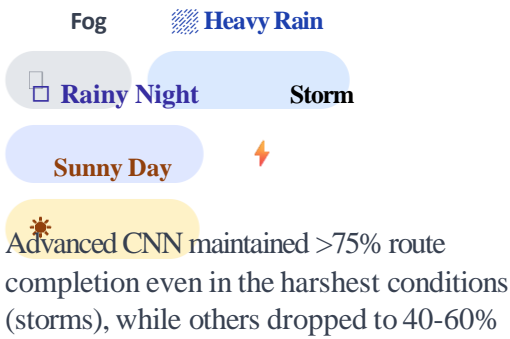 Fog
Heavy Rain
Rainy Night
Storm
Sunny Day
Advanced CNN maintained >75% route
completion even in the harshest conditions
(storms), while others dropped to 40-60%